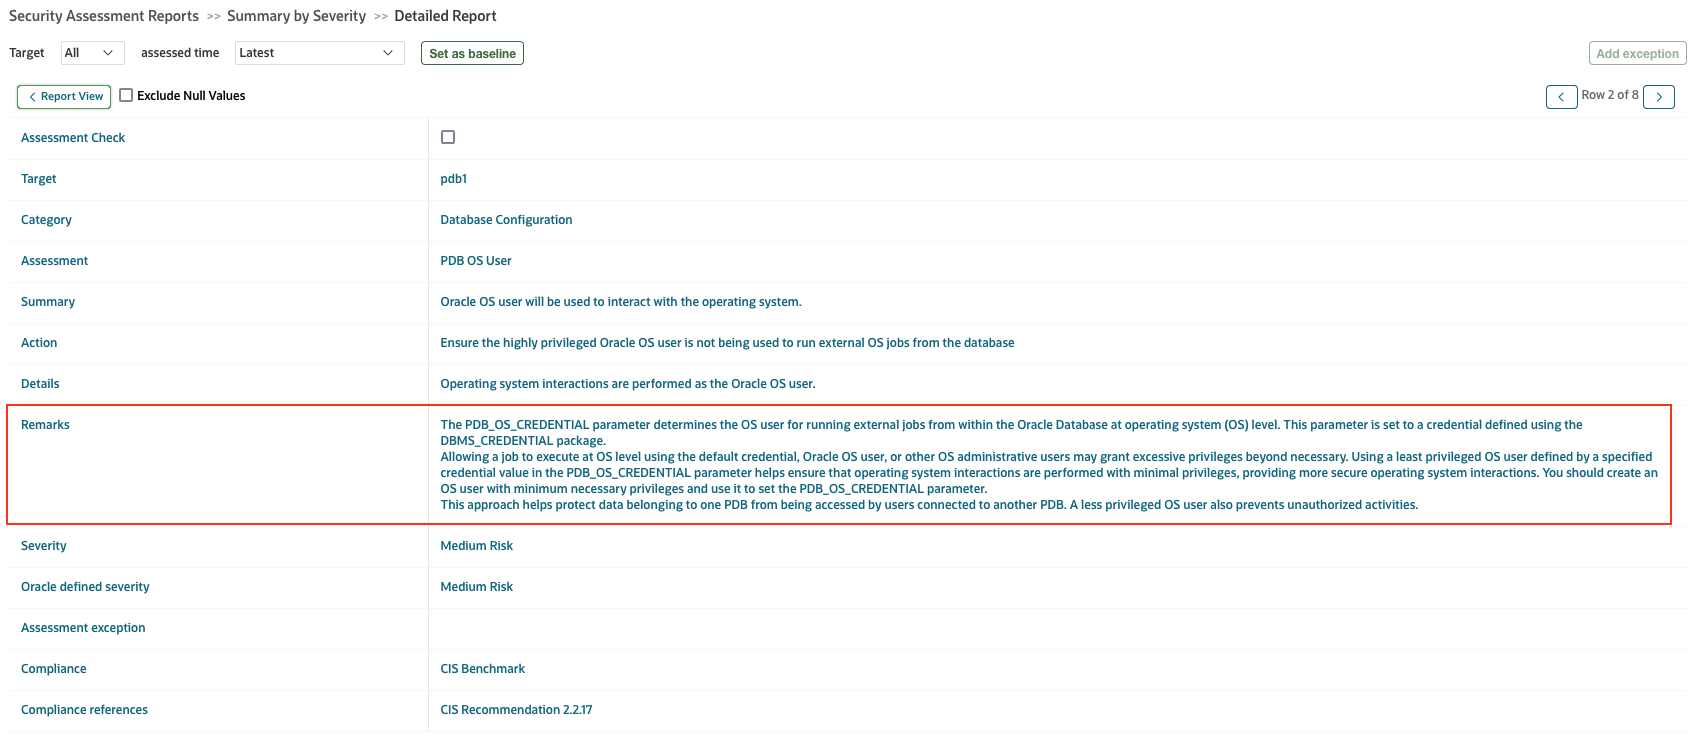 Security Assessment Reports >> Summary by Severity >> Detailed Report
Target All assessed time Latest Set as baseline Add exception
Report View Exclude Null Values Row 2 of 8
Assessment Check
Target pdb1
Category Database Configuration
Assessment PDB OS User
Summary Oracle OS user will be used to interact with the operating system.
Action Ensure the highly privileged Oracle OS user is not being used to run external OS jobs from the database
Details Operating system interactions are performed as the Oracle OS user.
Remarks The PDB_OS_CREDENTIAL parameter determines the OS user for running external jobs from within the Oracle Database at operating system (OS) level. This parameter is set to a credential defined using the
DBMS_CREDENTIAL package.
Allowing a job to execute at OS level using the default credential, Oracle OS user, or other OS administrative users may grant excessive privileges beyond necessary. Using a least privileged OS user defined by a specified
credential value in the PDB_OS_CREDENTIAL parameter helps ensure that operating system interactions are performed with minimal privileges, providing more secure operating system interactions. You should create an
OS user with minimum necessary privileges and use it to set the PDB_OS_CREDENTIAL parameter.
This approach helps protect data belonging to one PDB from being accessed by users connected to another PDB. A less privileged OS user also prevents unauthorized activities.
Severity Medium Risk
Oracle defined severity Medium Risk
Assessment exception
Compliance CIS Benchmark
Compliance references CIS Recommendation 2.2.17